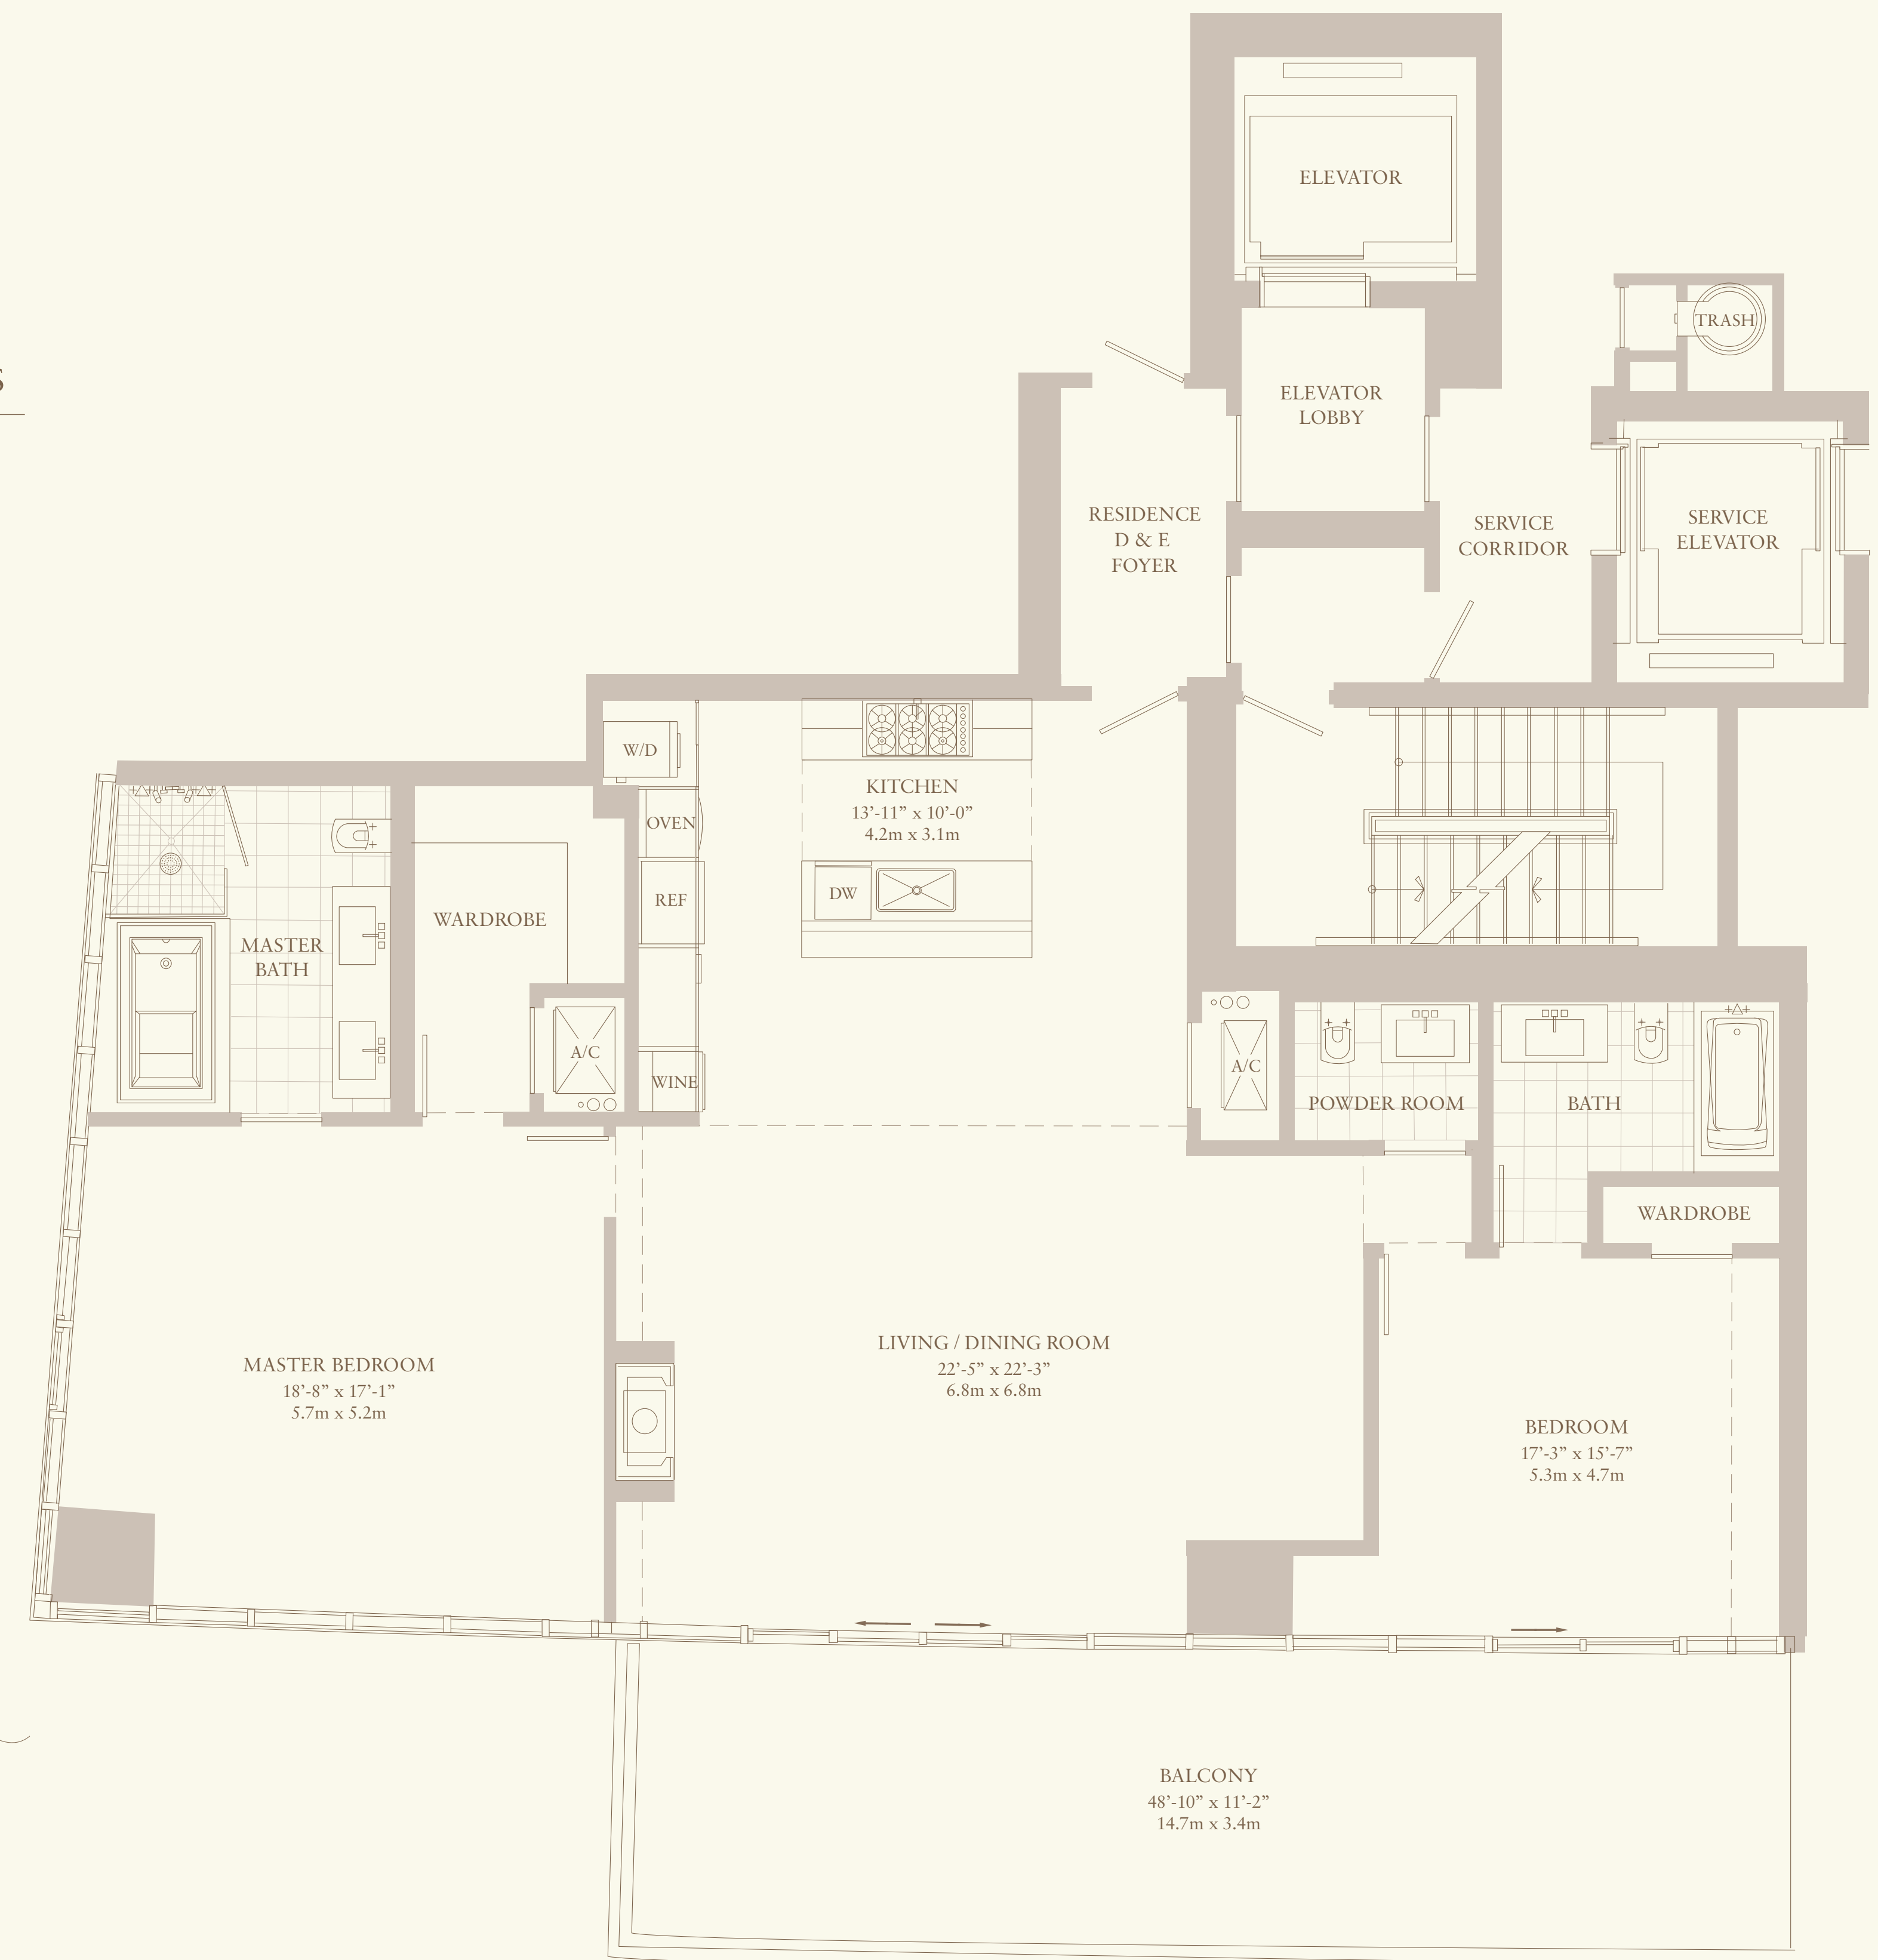 S
ELEVATOR
TRASH
ELEVATOR
LOBBY
RESIDENCE
D & E
FOYER
SERVICE
CORRIDOR
SERVICE
ELEVATOR
W/D
OVEN
REF
WINE
KITCHEN
13’-11” x 10’-0”
4.2m x 3.1m
DW
MASTER
BATH
WARDROBE
A/C
A/C
POWDER ROOM
BATH
WARDROBE
MASTER BEDROOM
18’-8” x 17’-1”
5.7m x 5.2m
LIVING / DINING ROOM
22’-5” x 22’-3”
6.8m x 6.8m
BEDROOM
17’-3” x 15’-7”
5.3m x 4.7m
BALCONY
48’-10” x 11’-2”
14.7m x 3.4m